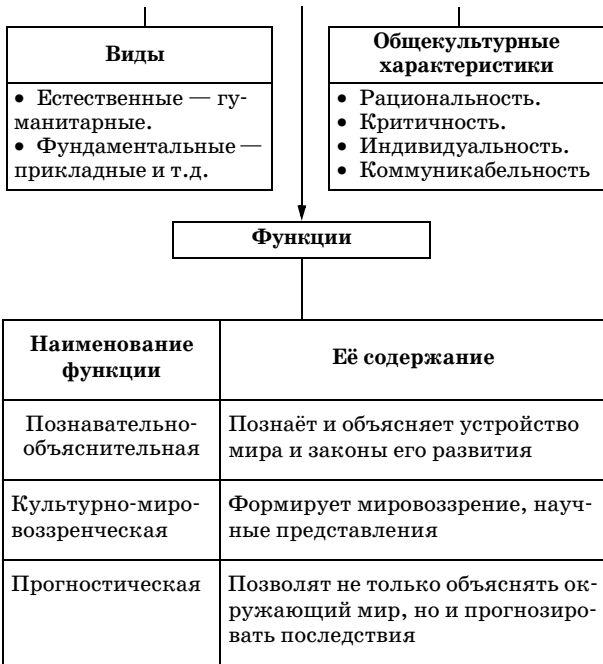 Виды
• Естественные — гу-
манитарные.
• Фундаментальные —
прикладные и т.д.
Общекультурные
характеристики
• Рациональность.
• Критичность.
• Индивидуальность.
• Коммуникабельность
Функции
Наименование
функции
Её содержание
Познавательно-
объяснительная
Познаёт и объясняет устройство
мира и законы его развития
Культурно-миро-
воззренческая
Формирует мировоззрение, науч-
ные представления
Прогностическая
Позволят не только объяснять ок-
ружающий мир, но и прогнозиро-
вать последствия